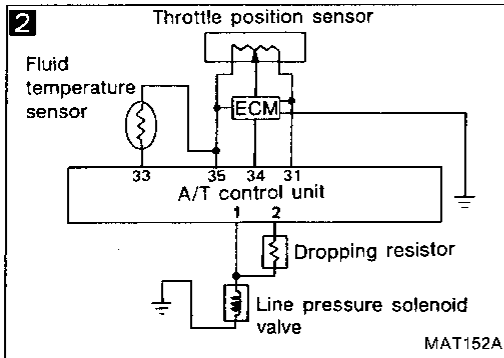 2
Throttle position sensor
Fluid
temperature
sensor
ECM
33 35 34 31
A/T control unit
1 2
Dropping resistor
Line pressure solenoid
valve
MAT152A